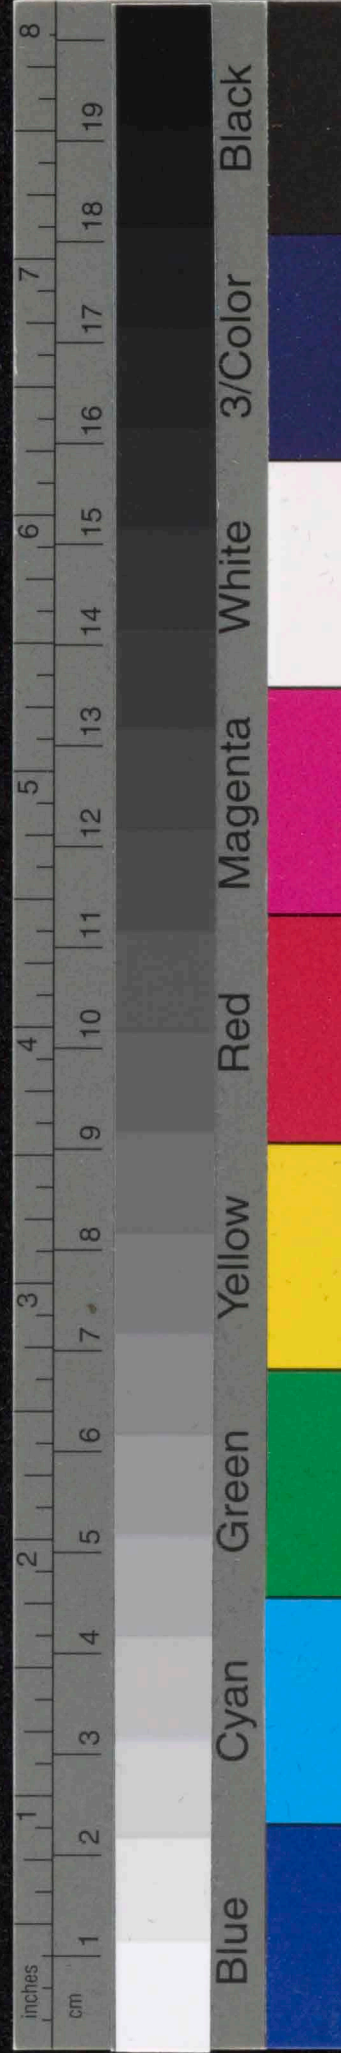 inches 1 2 3 4 5 6 7 8
cm 1 2 3 4 5 6 7 8 9 10 11 12 13 14 15 16 17 18 19
Blue Cyan Green Yellow Red Magenta White 3/Color Black